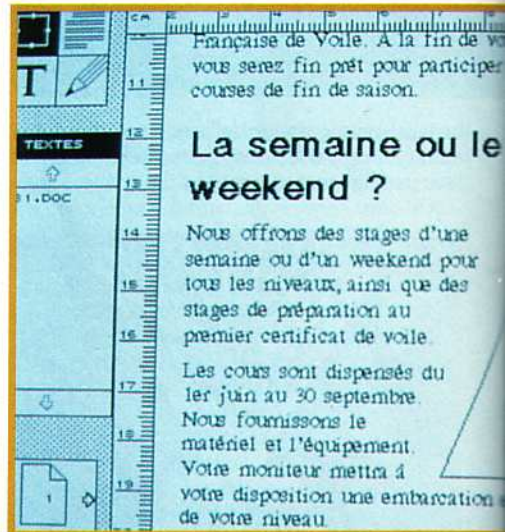 cm
T
TEXTES
31.DOC
1
11
12
13
14
15
16
17
18
19
Française de Voile. A la fin de
vous serez fin prêt pour participer
courses de fin de saison.
La semaine ou le
weekend ?
Nous offrons des stages d'une
semaine ou d'un weekend pour
tous les niveaux, ainsi que des
stages de préparation au
premier certificat de voile.
Les cours sont dispensés du
1er juin au 30 septembre.
Nous fournissons le
matériel et l'équipement.
Votre moniteur mettra à
votre disposition une embarcation
de votre niveau.